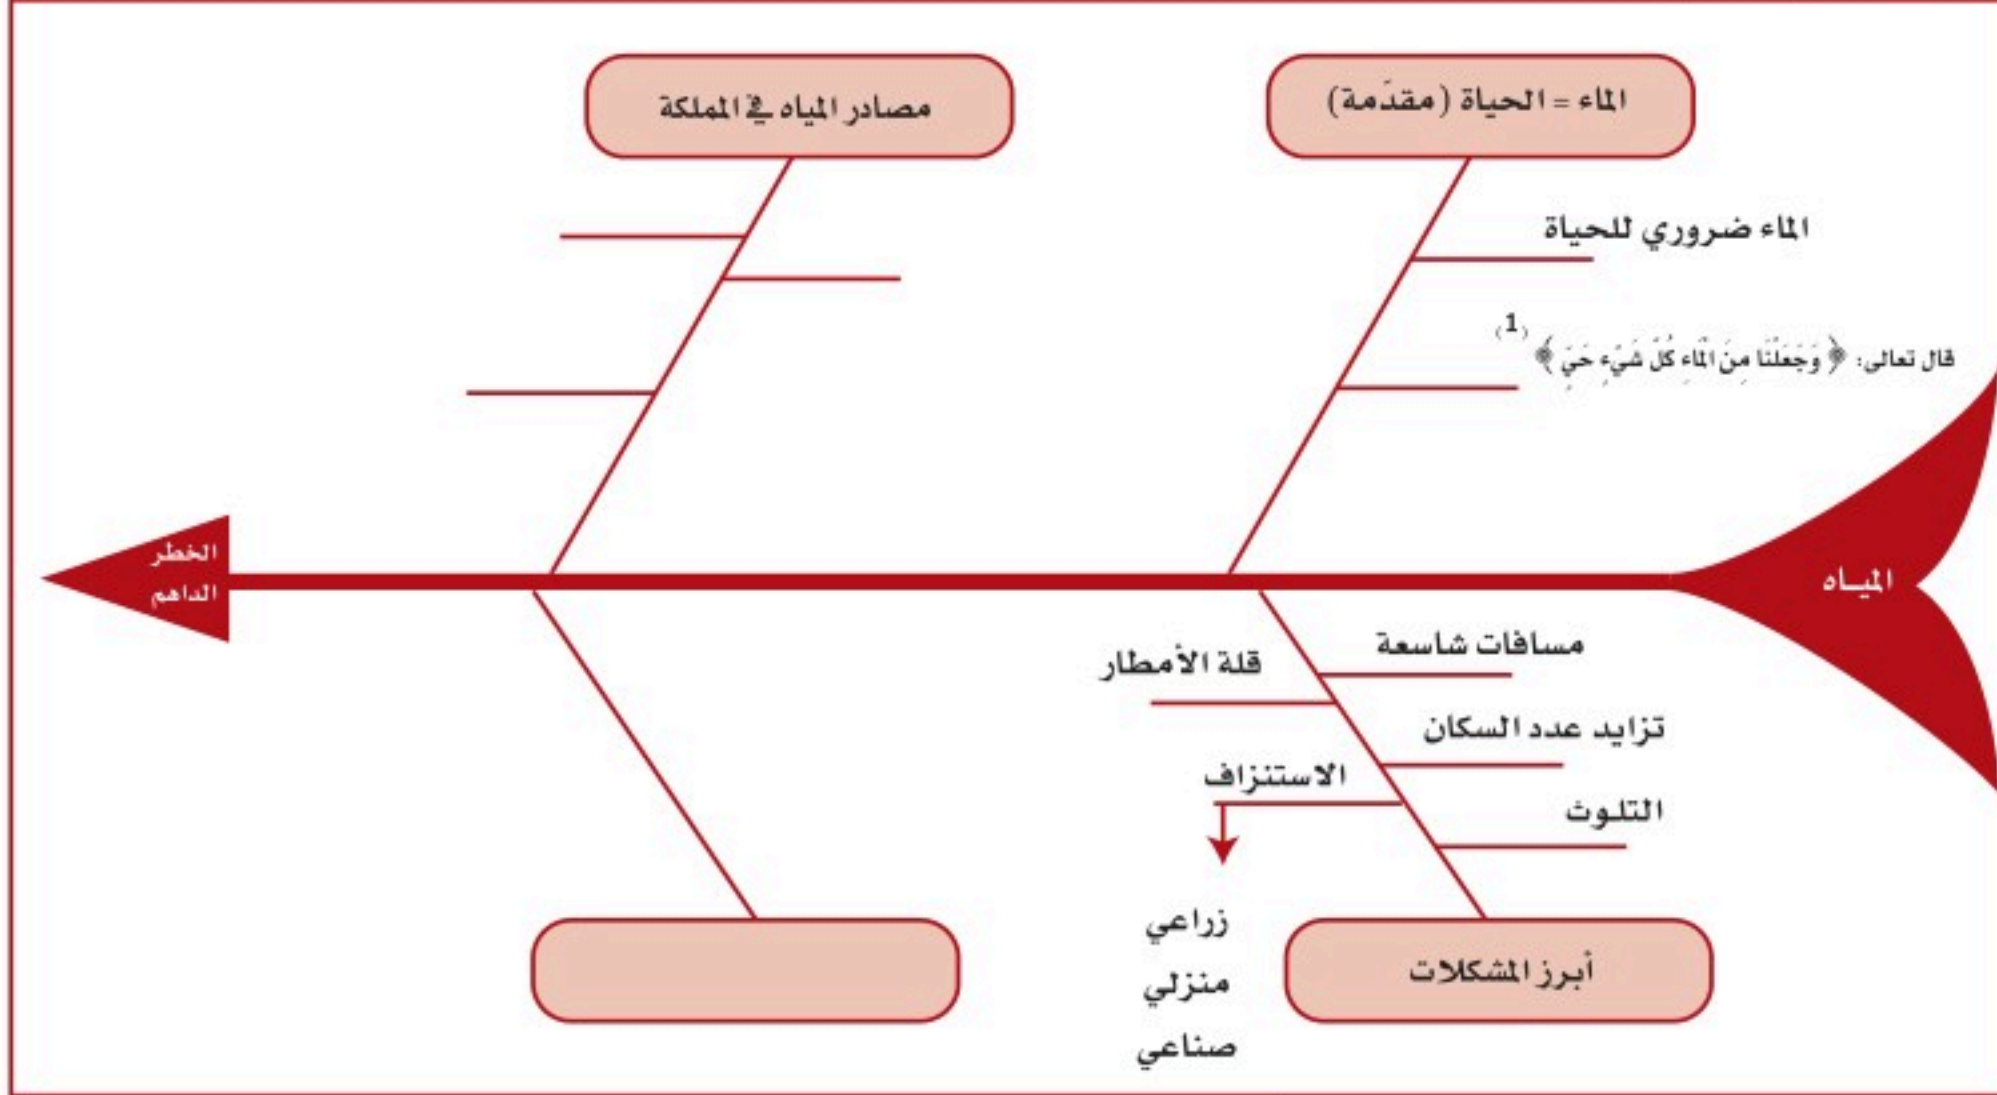 الماء = الحياة (مقدّمة)
مصادر المياه في المملكة
الماء ضروري للحياة
قال تعالى: ﴿ وَجَعَلْنَا مِنَ الْمَاءِ كُلَّ شَيْءٍ حَيٍّ ﴾ (1)
الخطر
الداهم
الميـاه
مسافات شاسعة
قلة الأمطار
تزايد عدد السكان
الاستنزاف
التلوث
زراعي
منزلي
صناعي
أبرز المشكلات